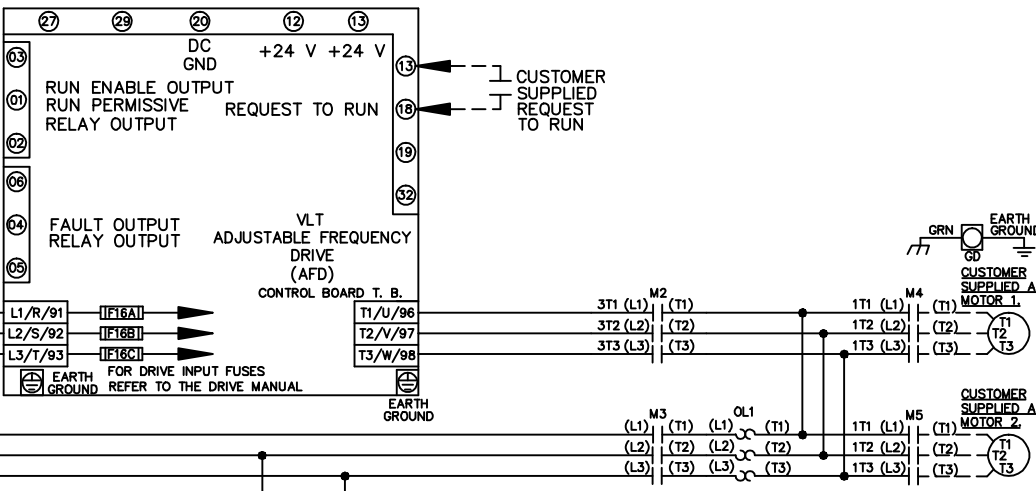 27 29 20 12 13
DC
GND
+24 V +24 V
03
01
02
RUN ENABLE OUTPUT
RUN PERMISSIVE
RELAY OUTPUT
REQUEST TO RUN
13
18
19
32
CUSTOMER
SUPPLIED
REQUEST
TO RUN
06
04
05
FAULT OUTPUT
RELAY OUTPUT
VLT
ADJUSTABLE FREQUENCY
DRIVE
(AFD)
CONTROL BOARD T. B.
L1/R/91 IF16A T1/U/96
L2/S/92 IF16B T2/V/97
L3/T/93 IF16C T3/W/98
EARTH
GROUND
FOR DRIVE INPUT FUSES
REFER TO THE DRIVE MANUAL
EARTH
GROUND
M2
3T1 (L1) (T1)
3T2 (L2) (T2)
3T3 (L3) (T3)
GRN
GD
EARTH
GROUND
M4
1T1 (L1) (T1)
1T2 (L2) (T2)
1T3 (L3) (T3)
CUSTOMER
SUPPLIED A
MOTOR 1.
T1
T2
T3
M3 OL1
(L1) (T1) (L1) (T1)
(L2) (T2) (L2) (T2)
(L3) (T3) (L3) (T3)
M5
1T1 (L1) (T1)
1T2 (L2) (T2)
1T3 (L3) (T3)
CUSTOMER
SUPPLIED A
MOTOR 2.
T1
T2
T3